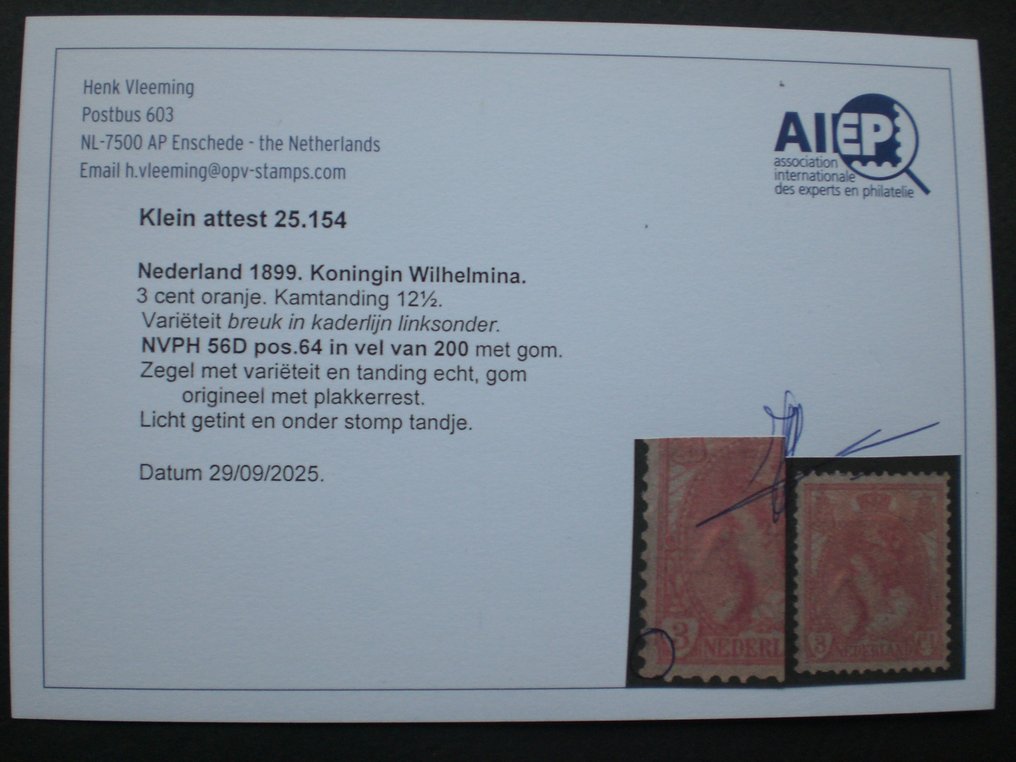 Henk Vleeming
Postbus 603
NL-7500 AP Enschede - the Netherlands
Email h.vleeming@opv-stamps.com
AIEP
association
internationale
des experts en philatelie
Klein attest 25.154
Nederland 1899. Koningin Wilhelmina.
3 cent oranje. Kamtanding 12½.
Variëteit breuk in kaderlijn linksonder.
NVPH 56D pos.64 in vel van 200 met gom.
Zegel met variëteit en tanding echt, gom
origineel met plakkerrest.
Licht getint en onder stomp tandje.
Datum 29/09/2025.
3 NEDERL
3 NEDERLAND